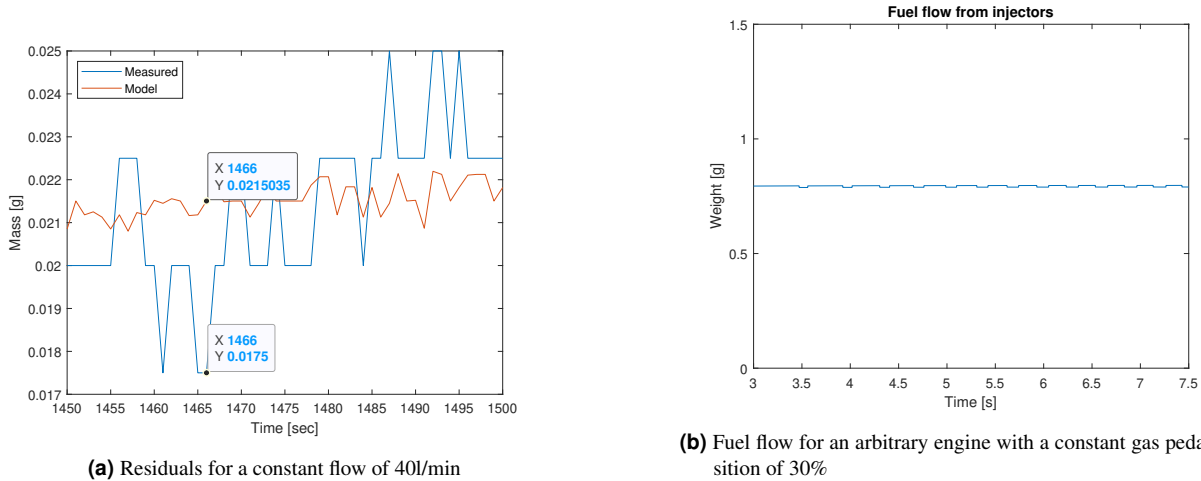 0.025
0.024
0.023
0.022
0.021
0.02
0.019
0.018
0.017
Mass [g]
Measured
Model
X 1466
Y 0.0215035
X 1466
Y 0.0175
1450 1455 1460 1465 1470 1475 1480 1485 1490 1495 1500
Time [sec]
(a) Residuals for a constant flow of 40l/min
Fuel flow from injectors
1.5
1
0.5
0
Weight [g]
3 3.5 4 4.5 5 5.5 6 6.5 7 7.5
Time [s]
(b) Fuel flow for an arbitrary engine with a constant gas peda
sition of 30%